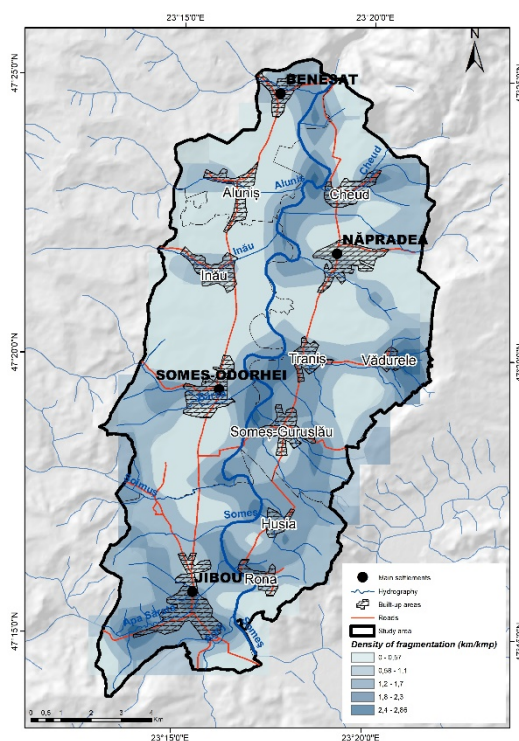 23°15'0"E 23°20'0"E
N
47°25'0"N
BENESAT
Cheud
Aluniș
Aluniș
Cheud
NĂPRADEA
Inău
Inău
47°20'0"N
Traniș
Vădurele
SOMEȘ-ODORHEI
Someș-Guruslău
Șoimuș
Someș
Husia
JIBOU
Rona
Apa Sărată
Someș
47°15'0"N
Main settlements
Hydrography
Built-up areas
Roads
Study area
Density of fragmentation (km/kmp)
0 - 0,57
0,58 - 1,1
1,2 - 1,7
1,8 - 2,3
2,4 - 2,86
0 0,5 1 2 3 4
Km
23°15'0"E 23°20'0"E